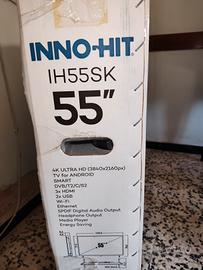 INNO-HIT
IH55SK
55"
4K ULTRA HD (3840x2160px)
TV for ANDROID
SMART
DVB/T2/C/S2
3x HDMI
2x USB
Wi-Fi
Ethernet
SPDIF Digital Audio Output
Headphone Output
Media Player
Energy Saving
55"